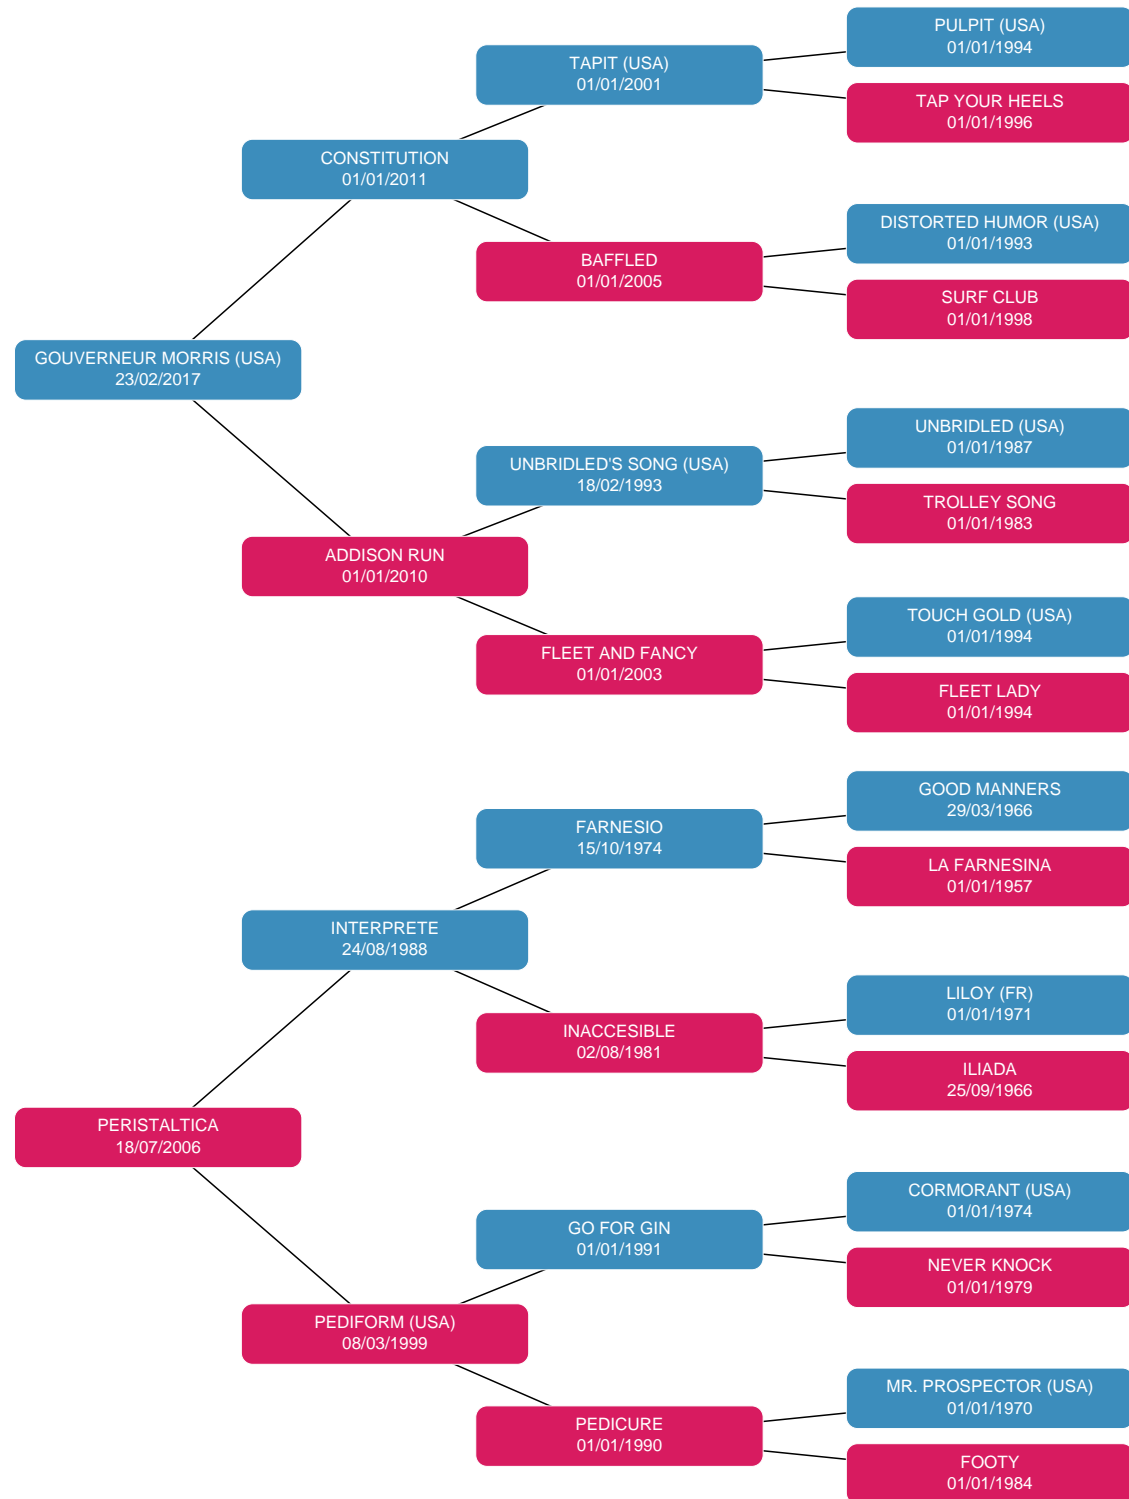 PULPIT (USA)
01/01/1994
TAPIT (USA)
01/01/2001
TAP YOUR HEELS
01/01/1996
CONSTITUTION
01/01/2011
DISTORTED HUMOR (USA)
01/01/1993
BAFFLED
01/01/2005
SURF CLUB
01/01/1998
GOUVERNEUR MORRIS (USA)
23/02/2017
UNBRIDLED (USA)
01/01/1987
UNBRIDLED'S SONG (USA)
18/02/1993
TROLLEY SONG
01/01/1983
ADDISON RUN
01/01/2010
TOUCH GOLD (USA)
01/01/1994
FLEET AND FANCY
01/01/2003
FLEET LADY
01/01/1994
GOOD MANNERS
29/03/1966
FARNESIO
15/10/1974
LA FARNESINA
01/01/1957
INTERPRETE
24/08/1988
LILOY (FR)
01/01/1971
INACCESIBLE
02/08/1981
ILIADA
25/09/1966
PERISTALTICA
18/07/2006
CORMORANT (USA)
01/01/1974
GO FOR GIN
01/01/1991
NEVER KNOCK
01/01/1979
PEDIFORM (USA)
08/03/1999
MR. PROSPECTOR (USA)
01/01/1970
PEDICURE
01/01/1990
FOOTY
01/01/1984